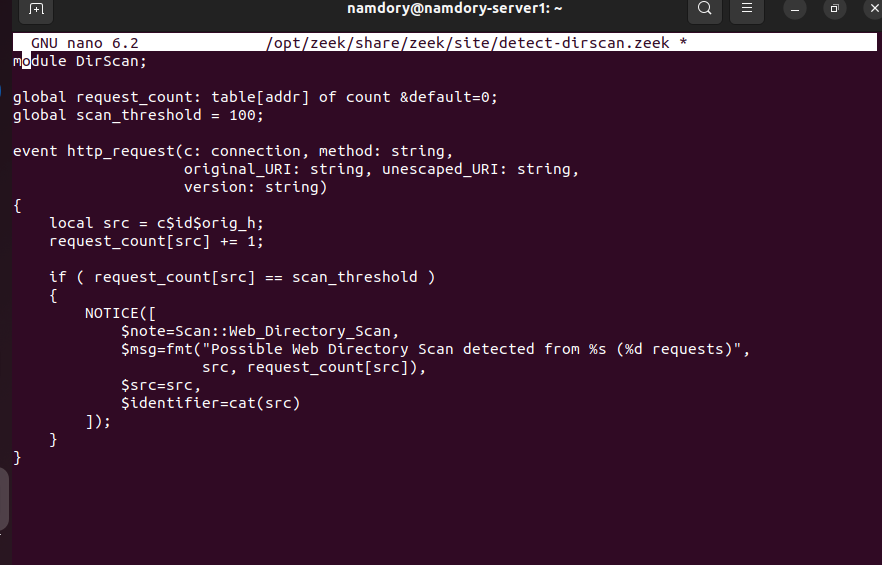 namdory@namdory-server1: ~
GNU nano 6.2 /opt/zeek/share/zeek/site/detect-dirscan.zeek *
module DirScan;

global request_count: table[addr] of count &default=0;
global scan_threshold = 100;

event http_request(c: connection, method: string,
                   original_URI: string, unescaped_URI: string,
                   version: string)
{
    local src = c$id$orig_h;
    request_count[src] += 1;

    if ( request_count[src] == scan_threshold )
    {
        NOTICE([
            $note=Scan::Web_Directory_Scan,
            $msg=fmt("Possible Web Directory Scan detected from %s (%d requests)",
                     src, request_count[src]),
            $src=src,
            $identifier=cat(src)
        ]);
    }
}